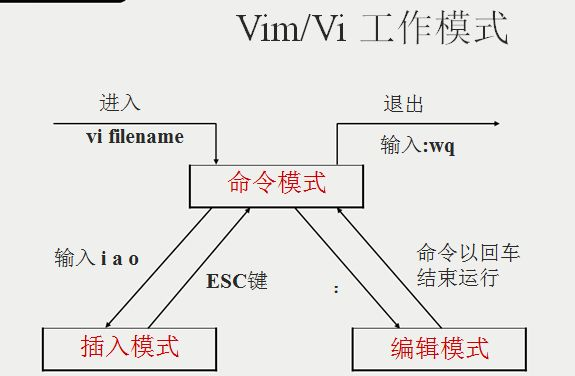 Vim/Vi 工作模式
进入
退出
vi filename
输入:wq
命令模式
输入 i a o
ESC键
:
命令以回车
结束运行
插入模式
编辑模式